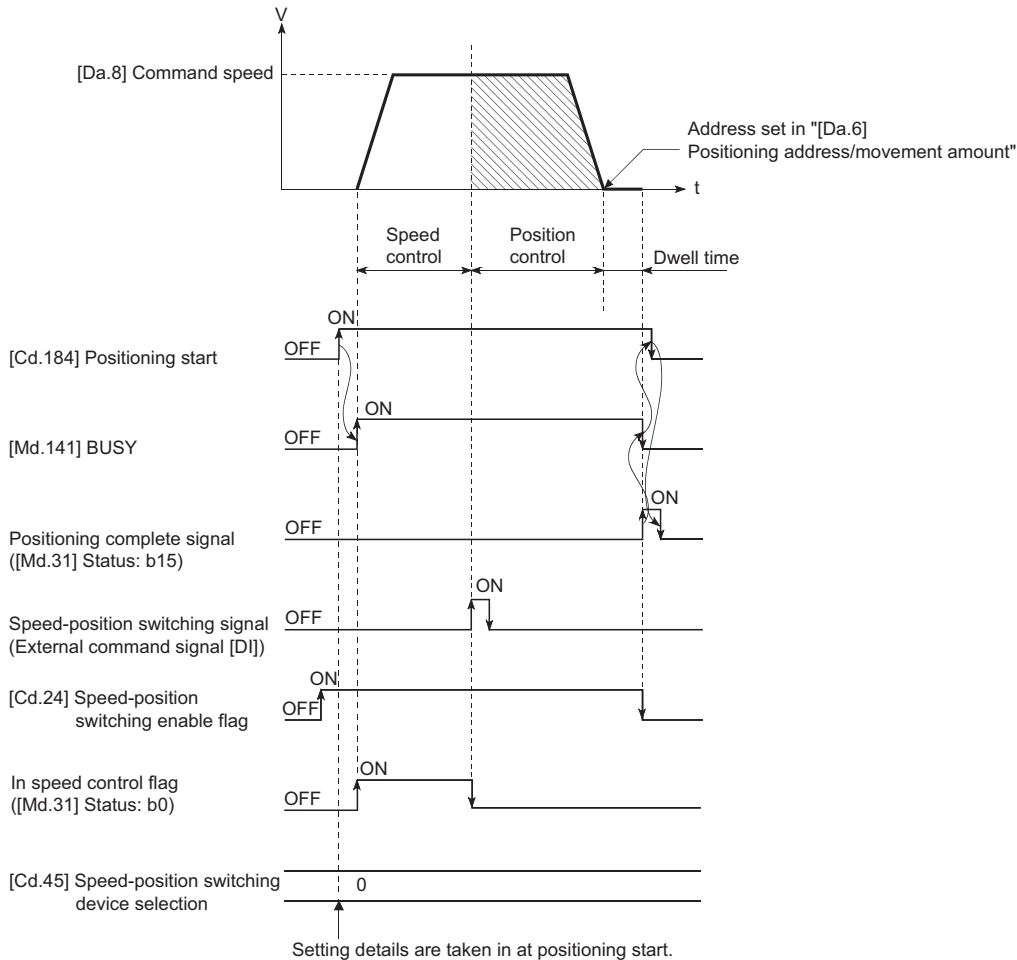 V
[Da.8] Command speed
Address set in "[Da.6]
Positioning address/movement amount"
t
Speed
control
Position
control
Dwell time
ON
[Cd.184] Positioning start
OFF
ON
[Md.141] BUSY
OFF
ON
Positioning complete signal
([Md.31] Status: b15)
OFF
ON
Speed-position switching signal
(External command signal [DI])
OFF
ON
[Cd.24] Speed-position
switching enable flag
OFF
ON
In speed control flag
([Md.31] Status: b0)
OFF
[Cd.45] Speed-position switching
device selection
0
Setting details are taken in at positioning start.